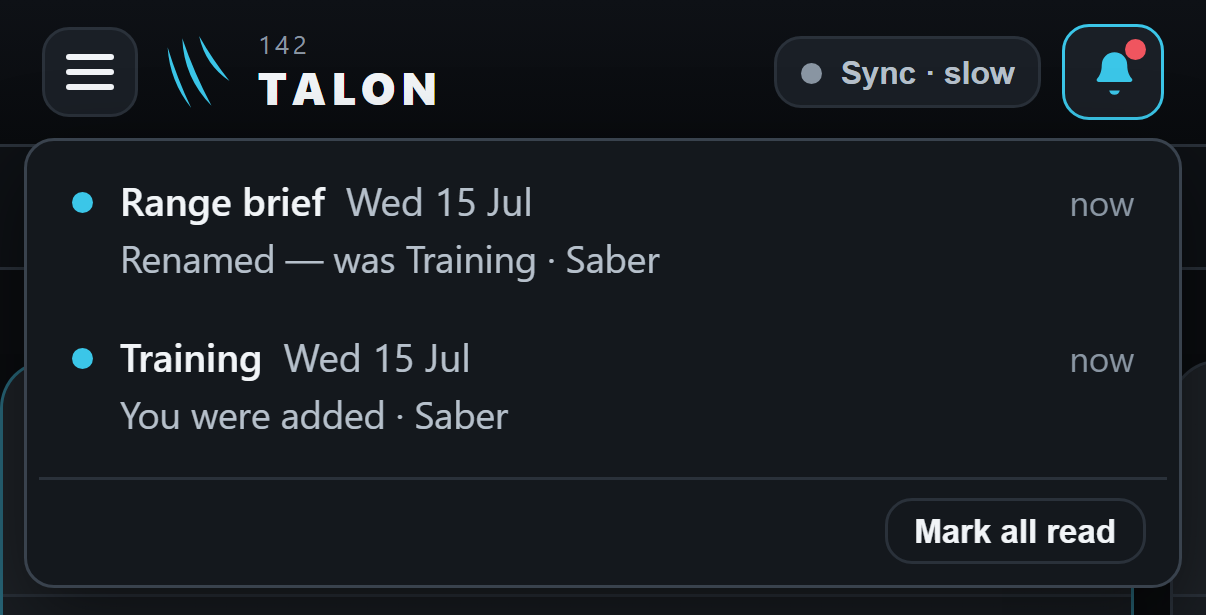 142
TALON
Sync · slow
Range brief Wed 15 Jul now
Renamed — was Training · Saber
Training Wed 15 Jul now
You were added · Saber
Mark all read